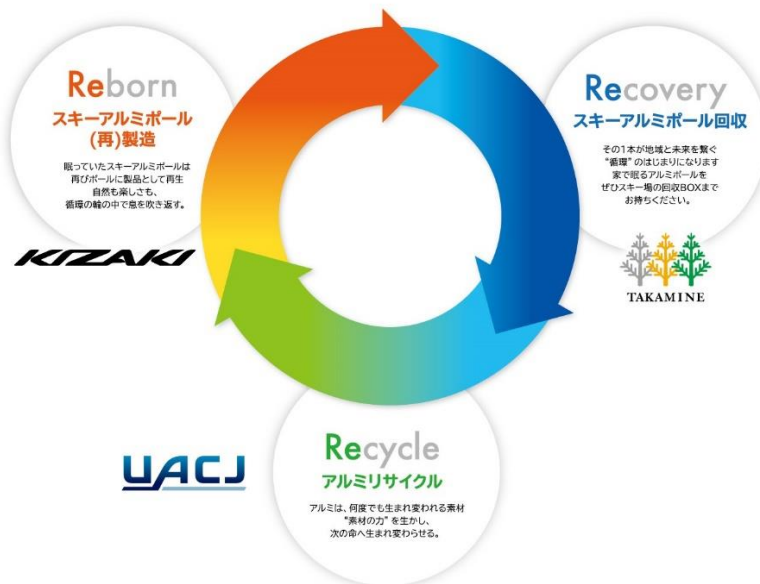 Reborn
スキーアルミポール
(再)製造
眠っていたスキーアルミポールは
再びポールに製品として再生
自然も楽しさも、
循環の輪の中で息を吹き返す。
KIZAKI
Recovery
スキーアルミポール回収
その1本が地域と未来を繋ぐ
“循環” のはじまりになります
家で眠るアルミポールを
ぜひスキー場の回収BOXまで
お持ちください。
TAKAMINE
UACJ
Recycle
アルミリサイクル
アルミは、何度でも生まれ変われる素材
“素材の力” を生かし、
次の命へ生まれ変わらせる。